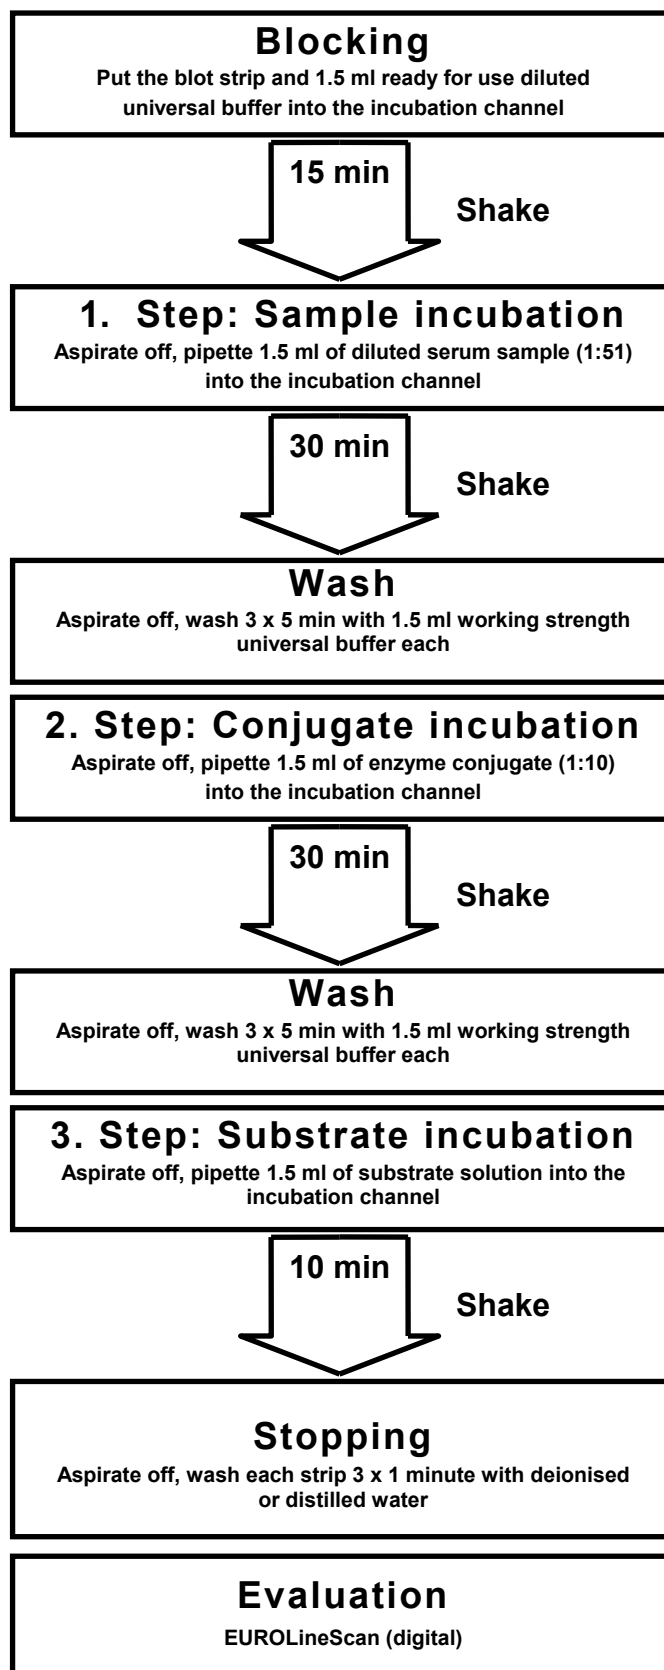 Blocking
Put the blot strip and 1.5 ml ready for use diluted
universal buffer into the incubation channel
15 min
Shake
1. Step: Sample incubation
Aspirate off, pipette 1.5 ml of diluted serum sample (1:51)
into the incubation channel
30 min
Shake
Wash
Aspirate off, wash 3 x 5 min with 1.5 ml working strength
universal buffer each
2. Step: Conjugate incubation
Aspirate off, pipette 1.5 ml of enzyme conjugate (1:10)
into the incubation channel
30 min
Shake
Wash
Aspirate off, wash 3 x 5 min with 1.5 ml working strength
universal buffer each
3. Step: Substrate incubation
Aspirate off, pipette 1.5 ml of substrate solution into the
incubation channel
10 min
Shake
Stopping
Aspirate off, wash each strip 3 x 1 minute with deionised
or distilled water
Evaluation
EUROLineScan (digital)